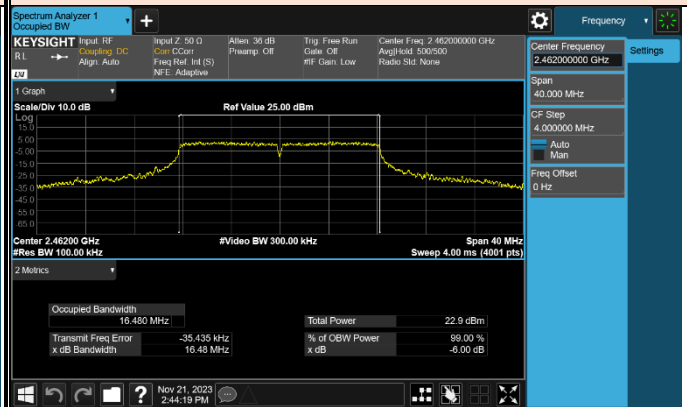 Spectrum Analyzer 1
Occupied BW
+
Frequency
KEYSIGHT
Input: RF
Coupling: DC
Align: Auto
Input Z: 50 Ω
Corr CCorr
Freq Ref: Int (S)
NFE: Adaptive
Atten: 36 dB
Preamp: Off
Trig: Free Run
Gate: Off
#IF Gain: Low
Center Freq: 2.462000000 GHz
Avg|Hold: 500/500
Radio Std: None
RL
LXI
Center Frequency
2.462000000 GHz
Settings
Span
40.000 MHz
CF Step
4.000000 MHz
Auto
Man
Freq Offset
0 Hz
1 Graph
Scale/Div 10.0 dB
Ref Value 25.00 dBm
Log
15.0
5.00
-5.00
-15.0
-25.0
-35.0
-45.0
-55.0
-65.0
Center 2.46200 GHz
#Video BW 300.00 kHz
Span 40 MHz
#Res BW 100.00 kHz
Sweep 4.00 ms (4001 pts)
2 Metrics
Occupied Bandwidth
16.480 MHz
Total Power 22.9 dBm
Transmit Freq Error -35.435 kHz
% of OBW Power 99.00 %
x dB Bandwidth 16.48 MHz
x dB -6.00 dB
?
Nov 21, 2023
2:44:19 PM